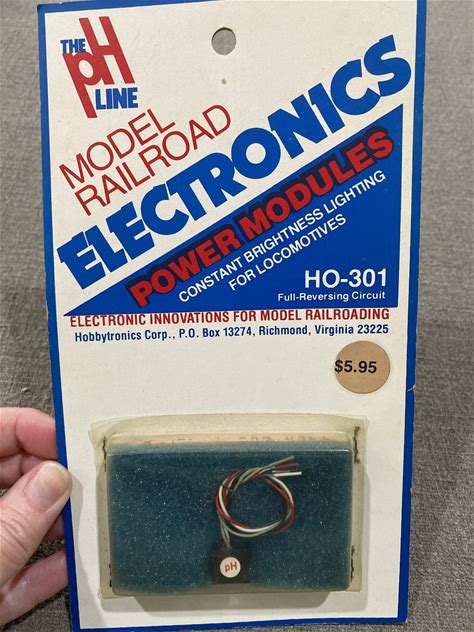 THE
pH
LINE
MODEL
RAILROAD
ELECTRONICS
POWER MODULES
CONSTANT BRIGHTNESS LIGHTING
FOR LOCOMOTIVES
HO-301
Full-Reversing Circuit
ELECTRONIC INNOVATIONS FOR MODEL RAILROADING
Hobbytronics Corp., P.O. Box 13274, Richmond, Virginia 23225
$5.95
pH